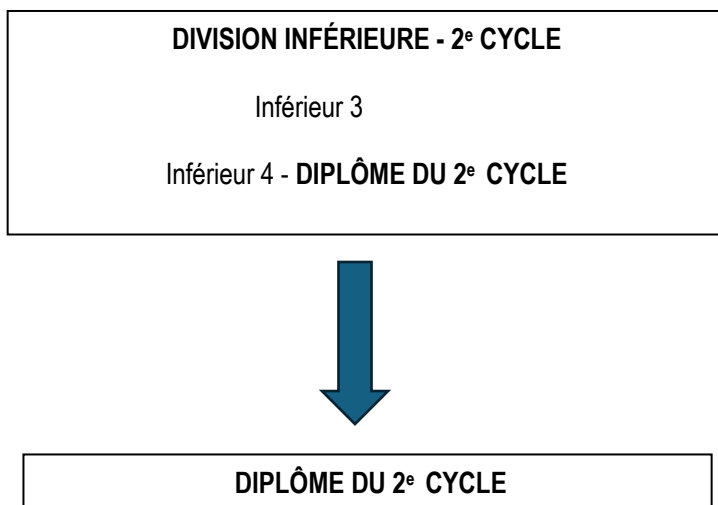 DIVISION INFÉRIEURE - 2e CYCLE
Inférieur 3
Inférieur 4 - DIPLÔME DU 2e CYCLE
DIPLÔME DU 2e CYCLE